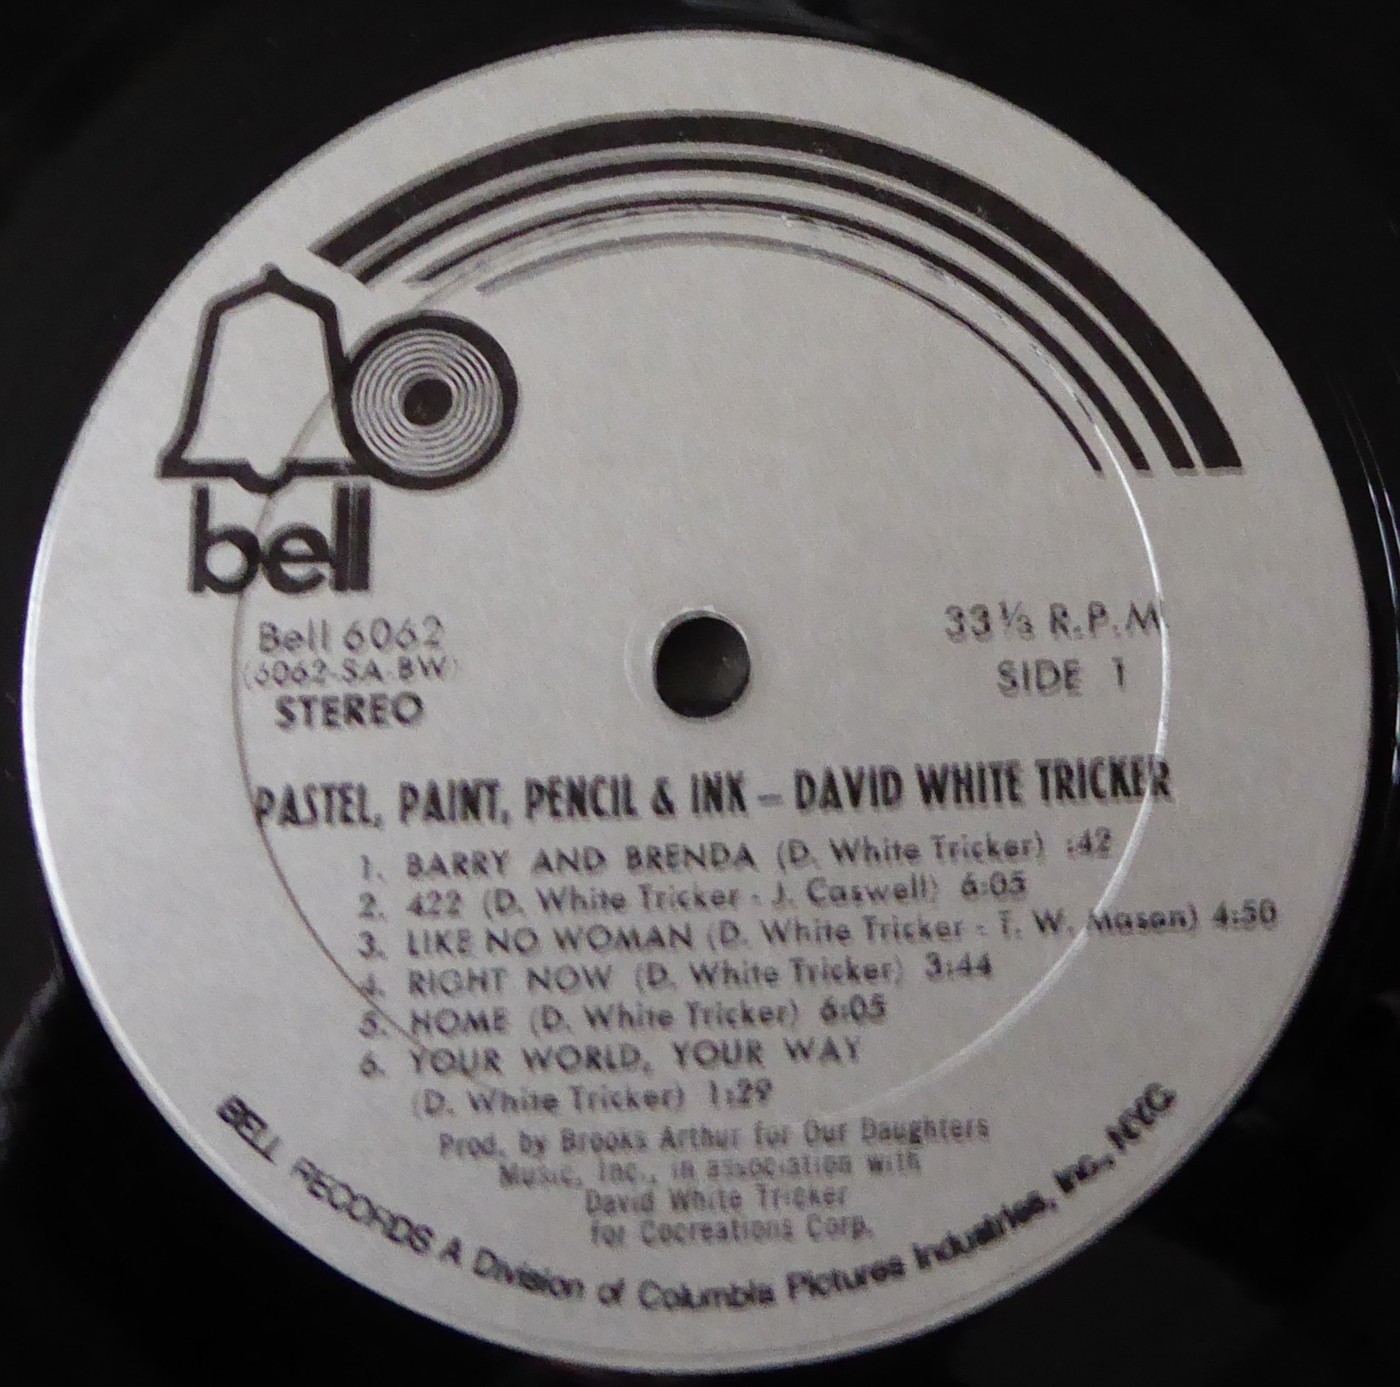 bell
Bell 6062
(6062-SA-BW)
STEREO
33 ⅓ R.P.M.
SIDE 1
PASTEL, PAINT, PENCIL & INK – DAVID WHITE TRICKER
1. BARRY AND BRENDA (D. White Tricker) :42
2. 422 (D. White Tricker - J. Caswell) 6:05
3. LIKE NO WOMAN (D. White Tricker - T. W. Mason) 4:50
4. RIGHT NOW (D. White Tricker) 3:44
5. HOME (D. White Tricker) 6:05
6. YOUR WORLD, YOUR WAY
(D. White Tricker) 1:29
Prod. by Brooks Arthur for Our Daughters
Music, Inc., in association with
David White Tricker
for Cocreations Corp.
BELL RECORDS A Division of Columbia Pictures Industries, Inc., NYC